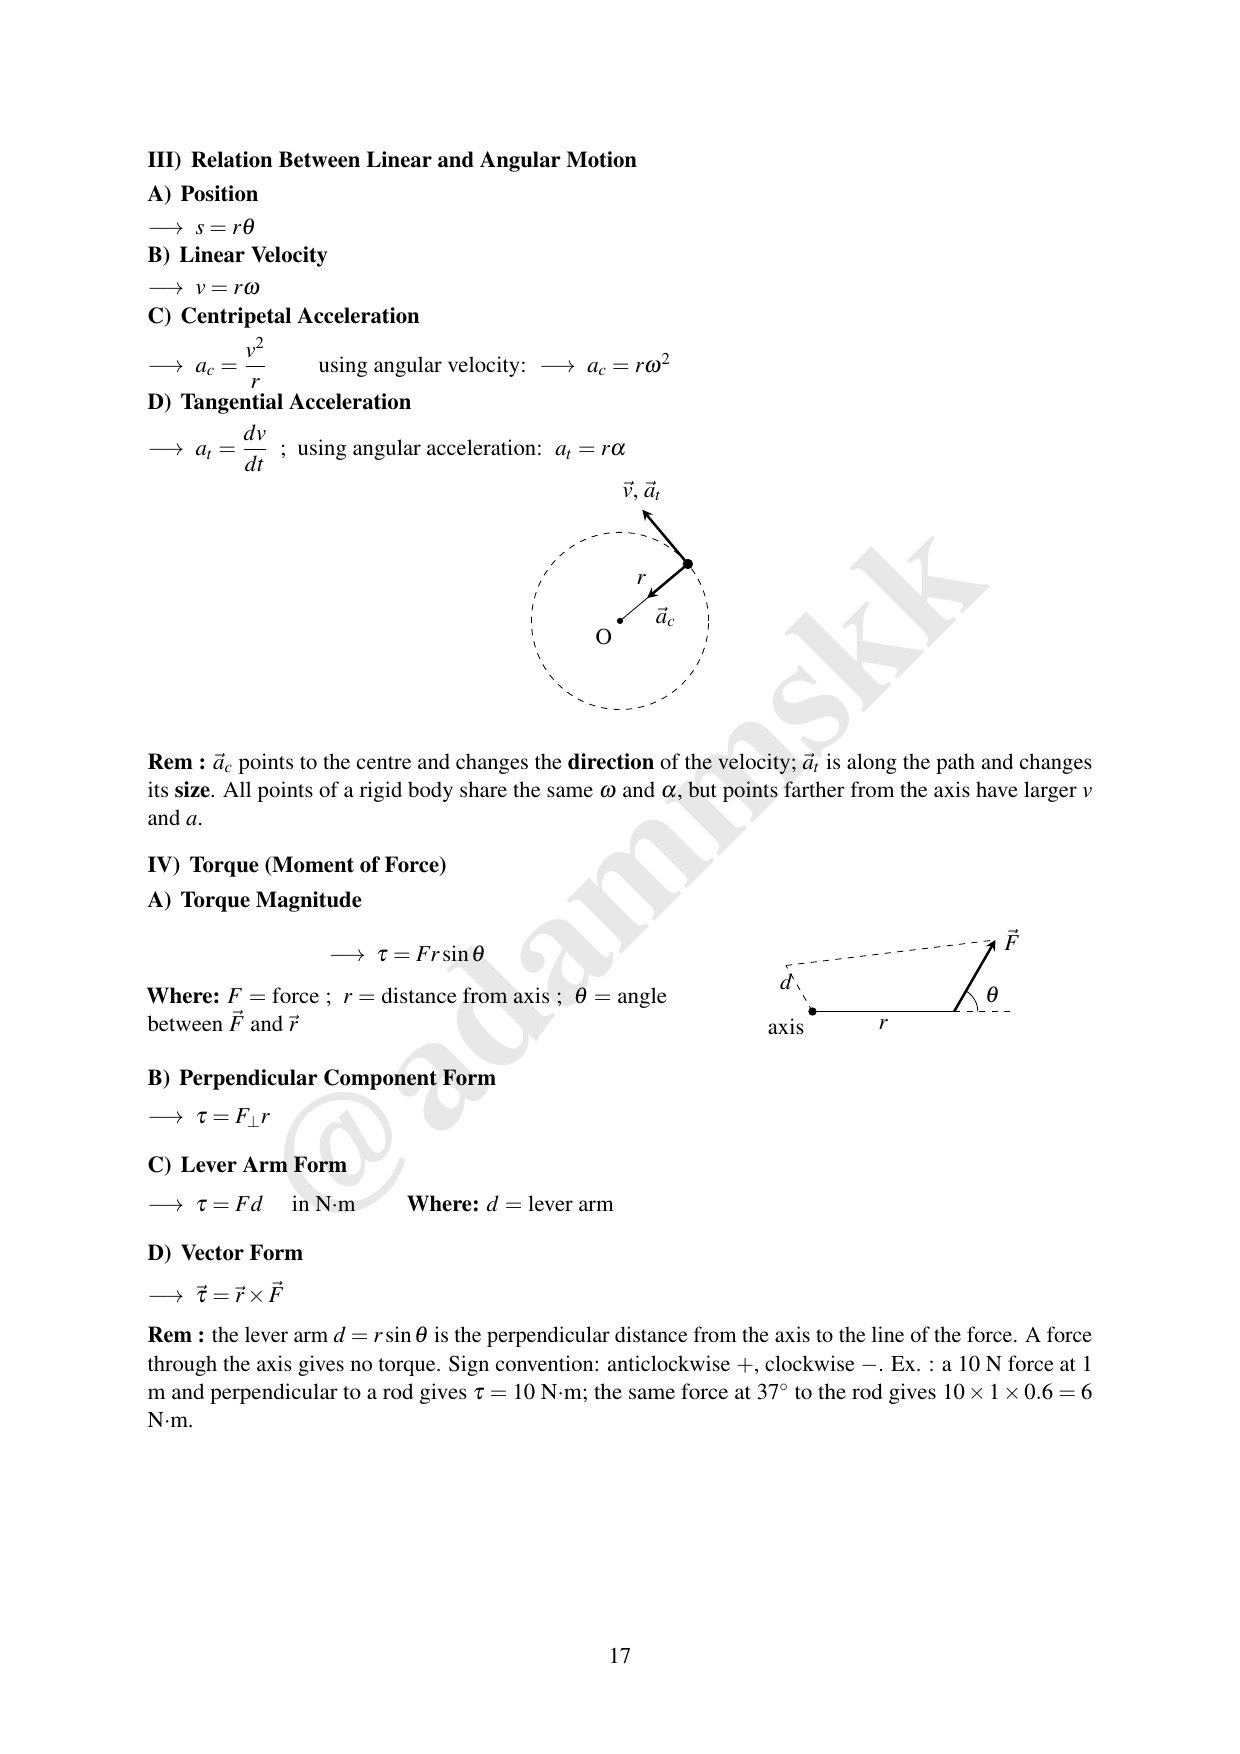 III) Relation Between Linear and Angular Motion
A) Position
⟶ s = rθ
B) Linear Velocity
⟶ v = rω
C) Centripetal Acceleration
⟶ a_c = v²/r using angular velocity: ⟶ a_c = rω²
D) Tangential Acceleration
⟶ a_t = dv/dt ; using angular acceleration: a_t = rα
v⃗, a⃗_t
r
a⃗_c
O
Rem : a⃗_c points to the centre and changes the direction of the velocity; a⃗_t is along the path and changes
its size. All points of a rigid body share the same ω and α, but points farther from the axis have larger v
and a.
IV) Torque (Moment of Force)
A) Torque Magnitude
⟶ τ = Fr sin θ
Where: F = force ; r = distance from axis ; θ = angle
between F⃗ and r⃗
F⃗
d
θ
axis
r
B) Perpendicular Component Form
⟶ τ = F⊥r
C) Lever Arm Form
⟶ τ = Fd in N·m Where: d = lever arm
D) Vector Form
⟶ τ⃗ = r⃗ × F⃗
Rem : the lever arm d = r sin θ is the perpendicular distance from the axis to the line of the force. A force
through the axis gives no torque. Sign convention: anticlockwise +, clockwise −. Ex. : a 10 N force at 1
m and perpendicular to a rod gives τ = 10 N·m; the same force at 37° to the rod gives 10 × 1 × 0.6 = 6
N·m.
@adammskk
17